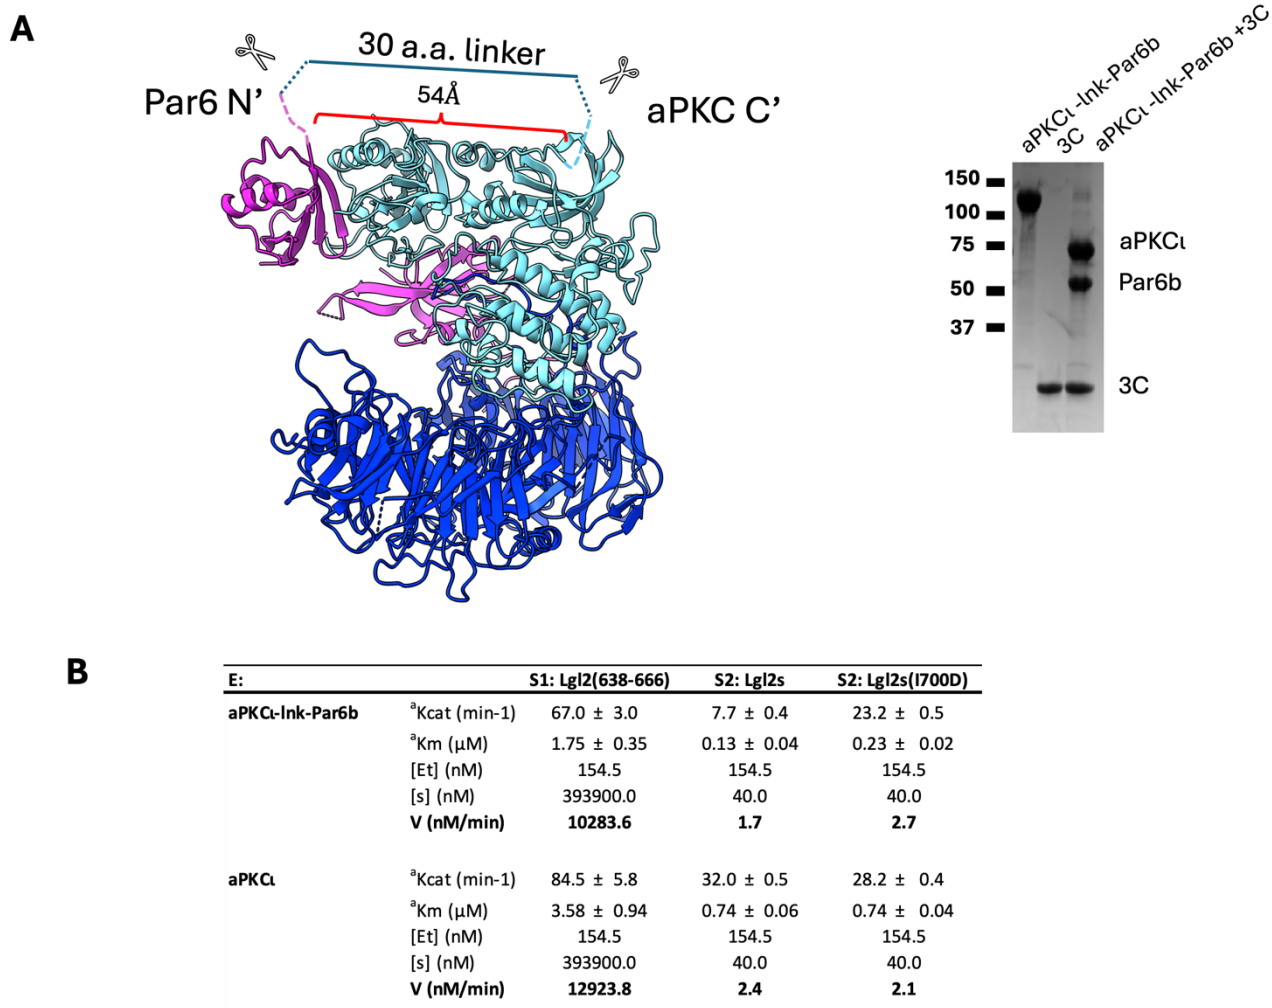 A
30 a.a. linker
54Å
Par6 N’
aPKC C’
aPKCι -lnk-Par6b
3C
aPKCι -lnk-Par6b +3C
150
100
75
50
37
aPKCι
Par6b
3C
B
E: S1: Lgl2(638-666) S2: Lgl2s S2: Lgl2s(I700D)
aPKCι-lnk-Par6b aKcat (min-1) 67.0 ± 3.0 7.7 ± 0.4 23.2 ± 0.5
aKm (µM) 1.75 ± 0.35 0.13 ± 0.04 0.23 ± 0.02
[Et] (nM) 154.5 154.5 154.5
[s] (nM) 393900.0 40.0 40.0
V (nM/min) 10283.6 1.7 2.7
aPKCι aKcat (min-1) 84.5 ± 5.8 32.0 ± 0.5 28.2 ± 0.4
aKm (µM) 3.58 ± 0.94 0.74 ± 0.06 0.74 ± 0.04
[Et] (nM) 154.5 154.5 154.5
[s] (nM) 393900.0 40.0 40.0
V (nM/min) 12923.8 2.4 2.1